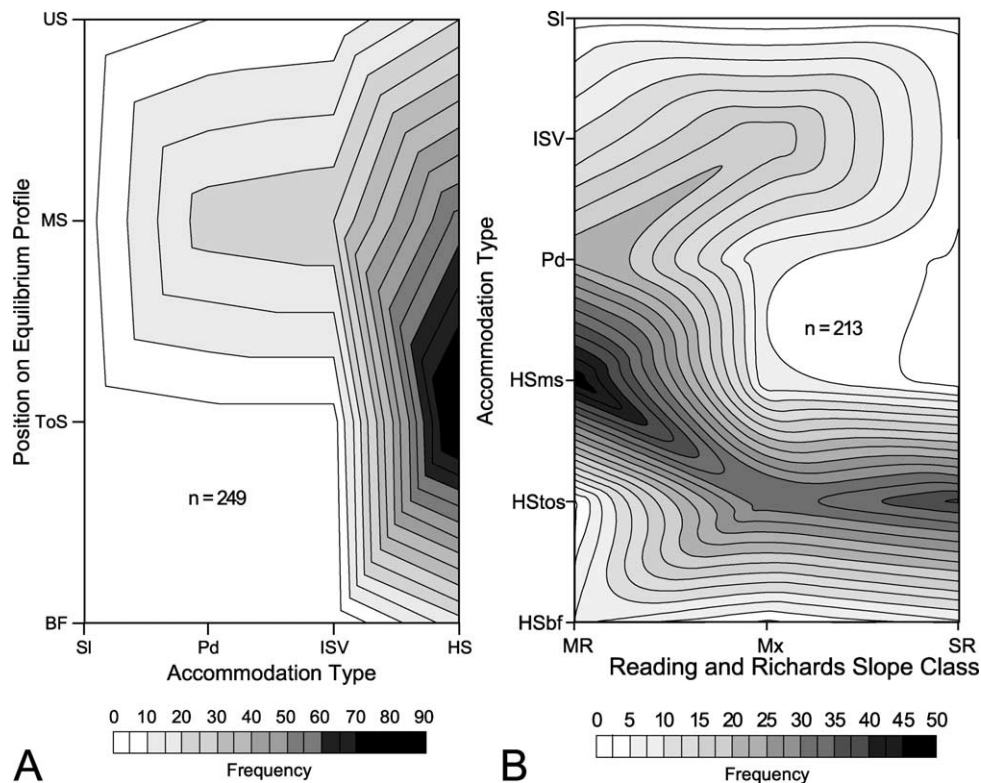 US
MS
ToS
BF
Position on Equilibrium Profile
n = 249
SI Pd ISV HS
Accommodation Type
0 10 20 30 40 50 60 70 80 90
Frequency
A
SI
ISV
Pd
HSms
HStos
HSbf
Accommodation Type
n = 213
MR Mx SR
Reading and Richards Slope Class
0 5 10 15 20 25 30 35 40 45 50
Frequency
B